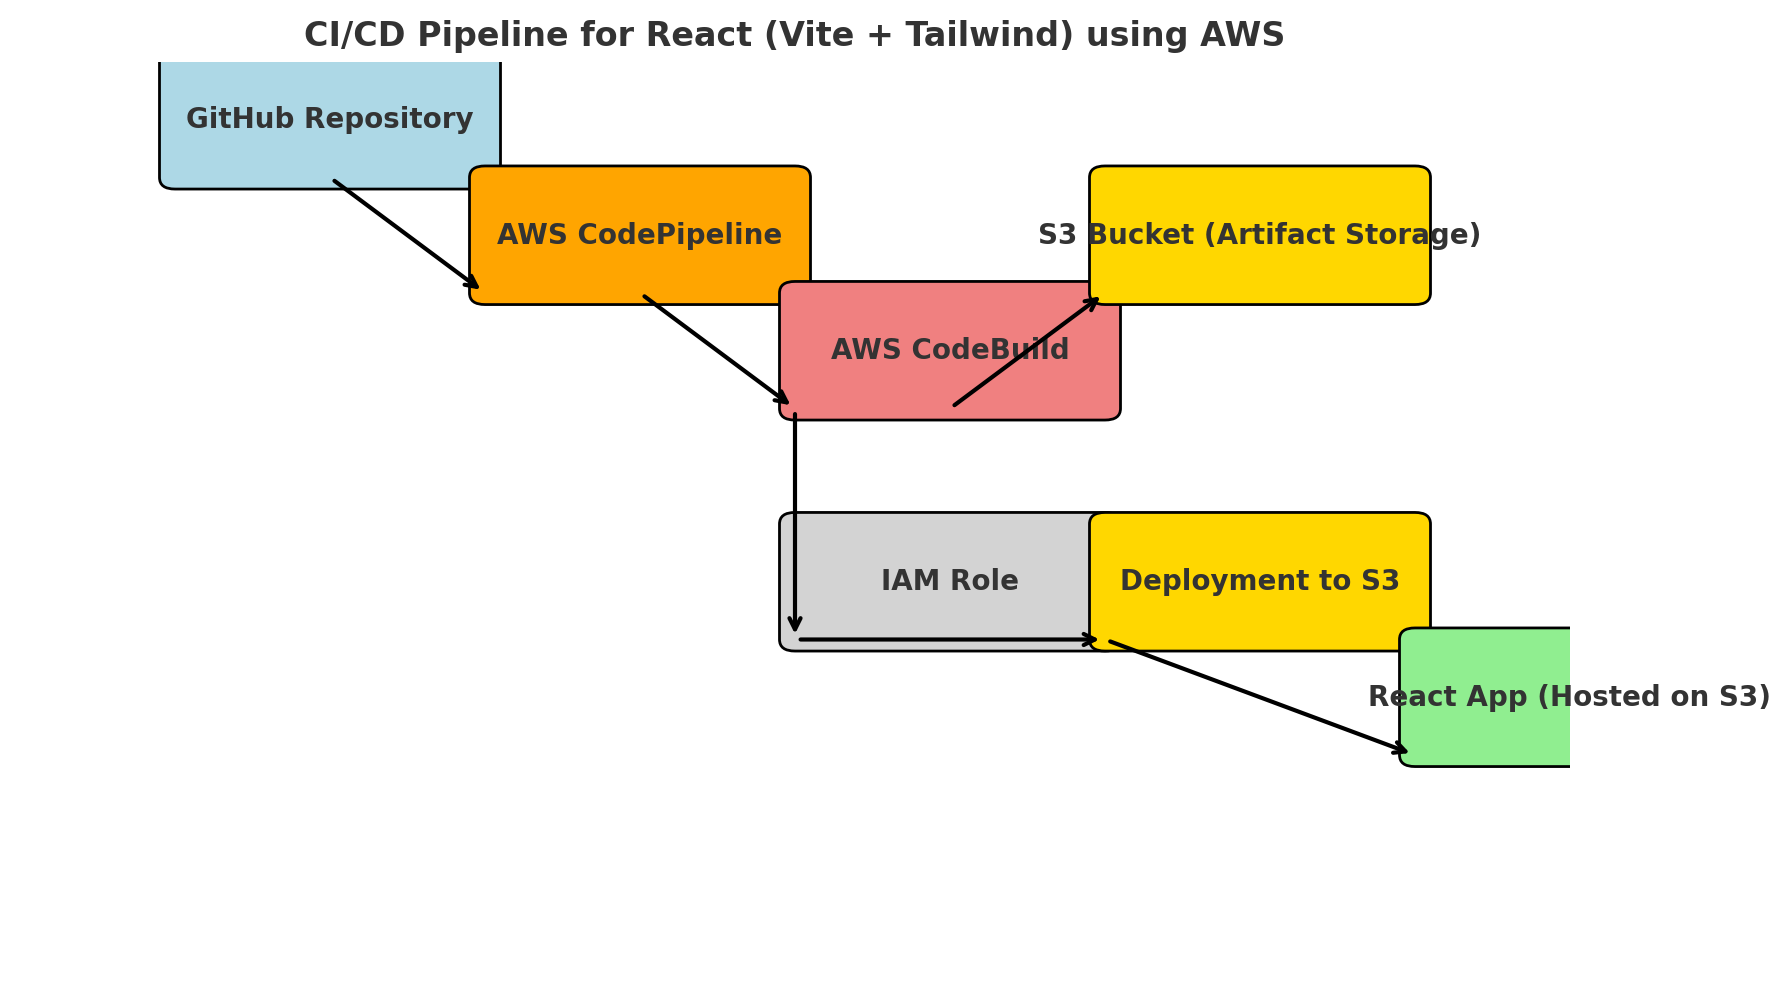 CI/CD Pipeline for React (Vite + Tailwind) using AWS
GitHub Repository
AWS CodePipeline
S3 Bucket (Artifact Storage)
AWS CodeBuild
IAM Role
Deployment to S3
React App (Hosted on S3)